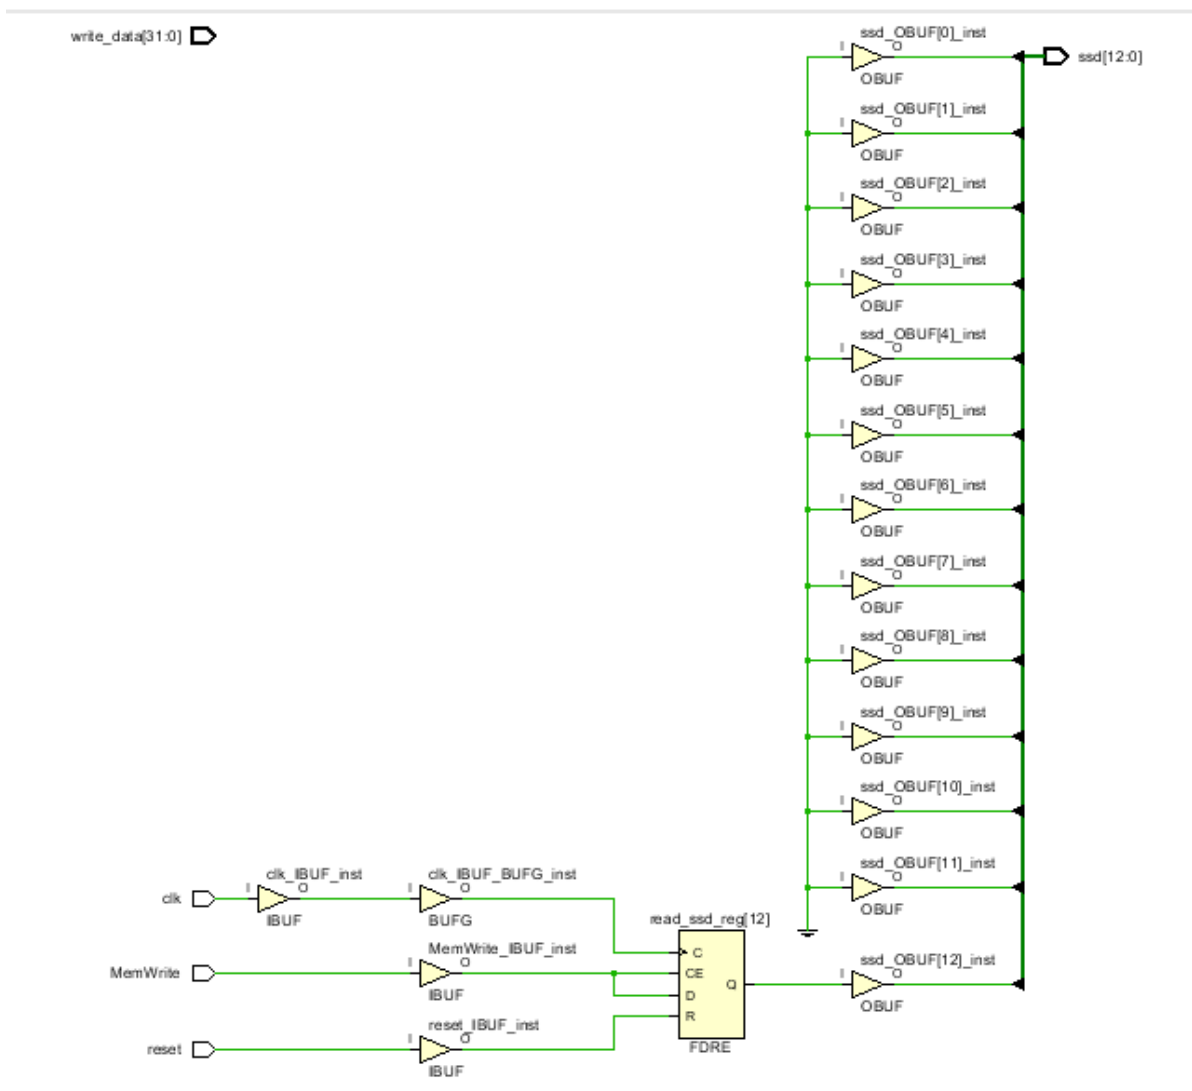 write_data[31:0]
ssd_OBUF[0]_inst
I
O
OBUF
ssd[12:0]
ssd_OBUF[1]_inst
I
O
OBUF
ssd_OBUF[2]_inst
I
O
OBUF
ssd_OBUF[3]_inst
I
O
OBUF
ssd_OBUF[4]_inst
I
O
OBUF
ssd_OBUF[5]_inst
I
O
OBUF
ssd_OBUF[6]_inst
I
O
OBUF
ssd_OBUF[7]_inst
I
O
OBUF
ssd_OBUF[8]_inst
I
O
OBUF
ssd_OBUF[9]_inst
I
O
OBUF
ssd_OBUF[10]_inst
I
O
OBUF
ssd_OBUF[11]_inst
I
O
OBUF
clk
clk_IBUF_inst
I
O
IBUF
clk_IBUF_BUFG_inst
I
O
BUFG
MemWrite
MemWrite_IBUF_inst
I
O
IBUF
reset
reset_IBUF_inst
I
O
IBUF
read_ssd_reg[12]
C
CE
D
R
Q
FDRE
ssd_OBUF[12]_inst
I
O
OBUF